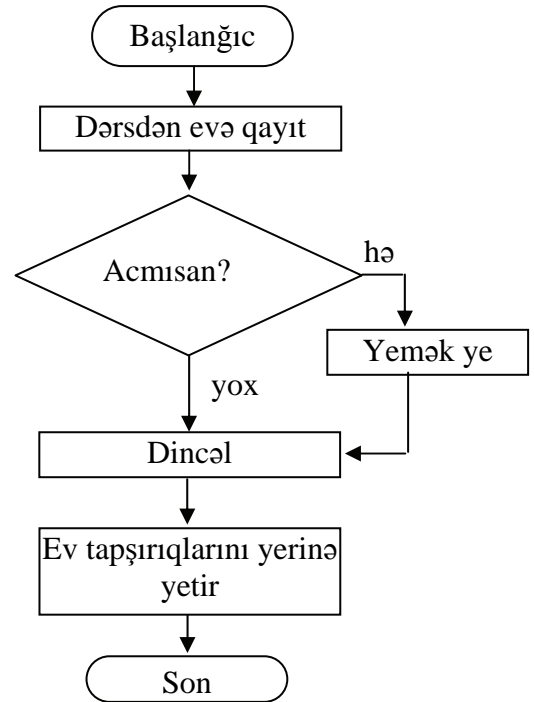 Başlanğıc
Dərsdən evə qayıt
Acmısan?
hə
Yemək ye
yox
Dincəl
Ev tapşırıqlarını yerinə
yetir
Son